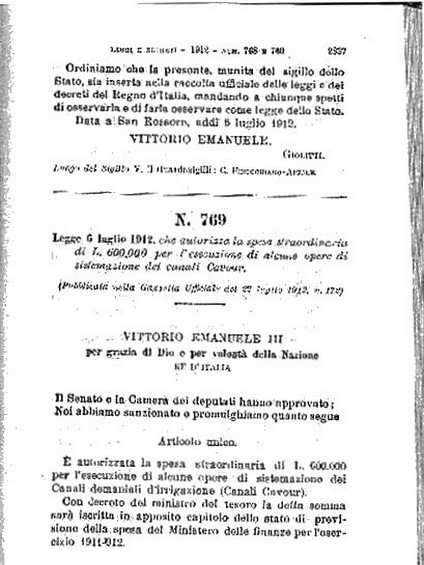 LEGGI E DECRETI - 1912 - NUM. 768 E 769 2837
Ordiniamo che la presente, munita del sigillo dello
Stato, sia inserta nella raccolta ufficiale delle leggi e dei
decreti del Regno d'Italia, mandando a chiunque spetti
di osservarla e di farla osservare come legge dello Stato.
Data a San Rossore, addì 5 luglio 1912.
VITTORIO EMANUELE.
GIOLITTI.
Luogo del Sigillo V. Il Guardasigilli: C. FINOCCHIARO-APRILE.
N. 769
Legge 6 luglio 1912, che autorizza la spesa straordinaria
di L. 600.000 per l'esecuzione di alcune opere di
sistemazione dei canali Cavour.
(Pubblicata nella Gazzetta Ufficiale del 22 luglio 1912, n. 172)
VITTORIO EMANUELE III
per grazia di Dio e per volontà della Nazione
RE D'ITALIA
Il Senato e la Camera dei deputati hanno approvato;
Noi abbiamo sanzionato e promulghiamo quanto segue
Articolo unico.
È autorizzata la spesa straordinaria di L. 600.000
per l'esecuzione di alcune opere di sistemazione dei
Canali demaniali d'irrigazione (Canali Cavour).
Con decreto del ministro del tesoro la detta somma
sarà iscritta in apposito capitolo dello stato di previ-
sione della spesa del Ministero delle finanze per l'eser-
cizio 1911-912.